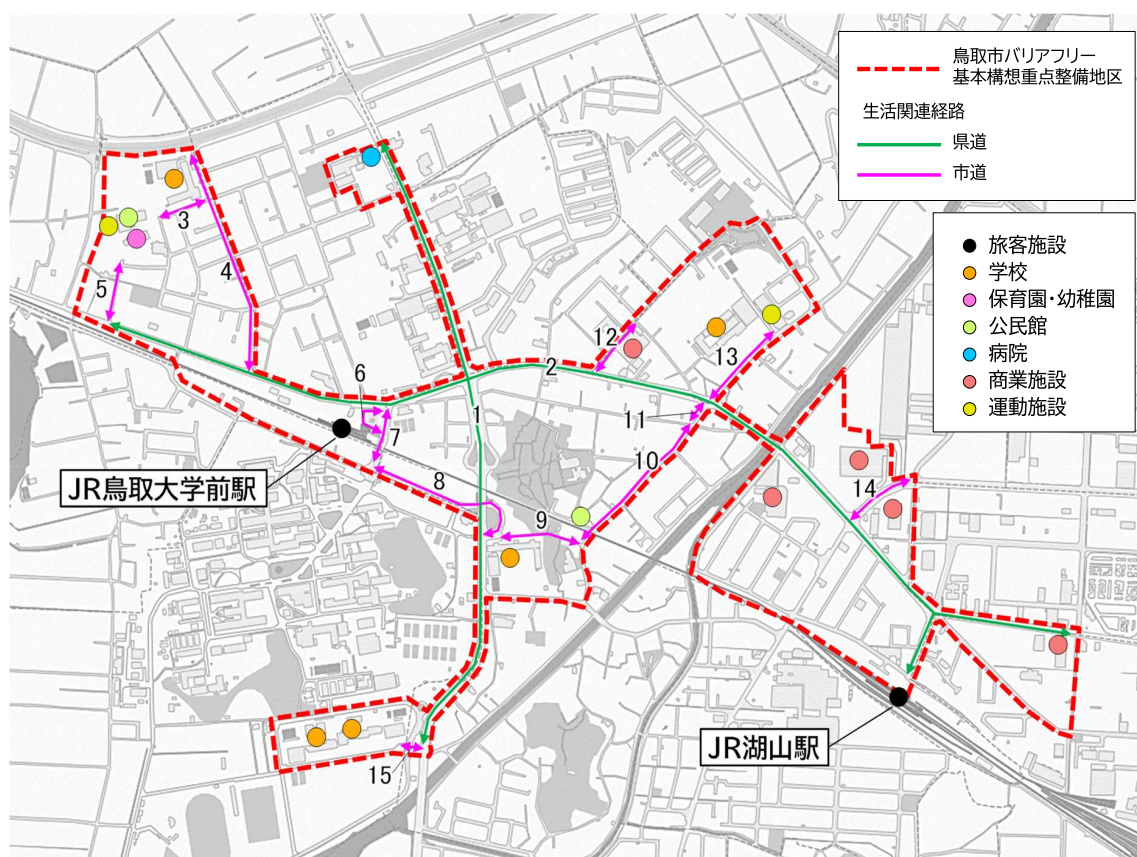 鳥取市バリアフリー
基本構想重点整備地区
生活関連経路
県道
市道
旅客施設
学校
保育園・幼稚園
公民館
病院
商業施設
運動施設
3
4
5
6
7
8
9
10
11
12
13
14
15
1
2
JR鳥取大学前駅
JR湖山駅